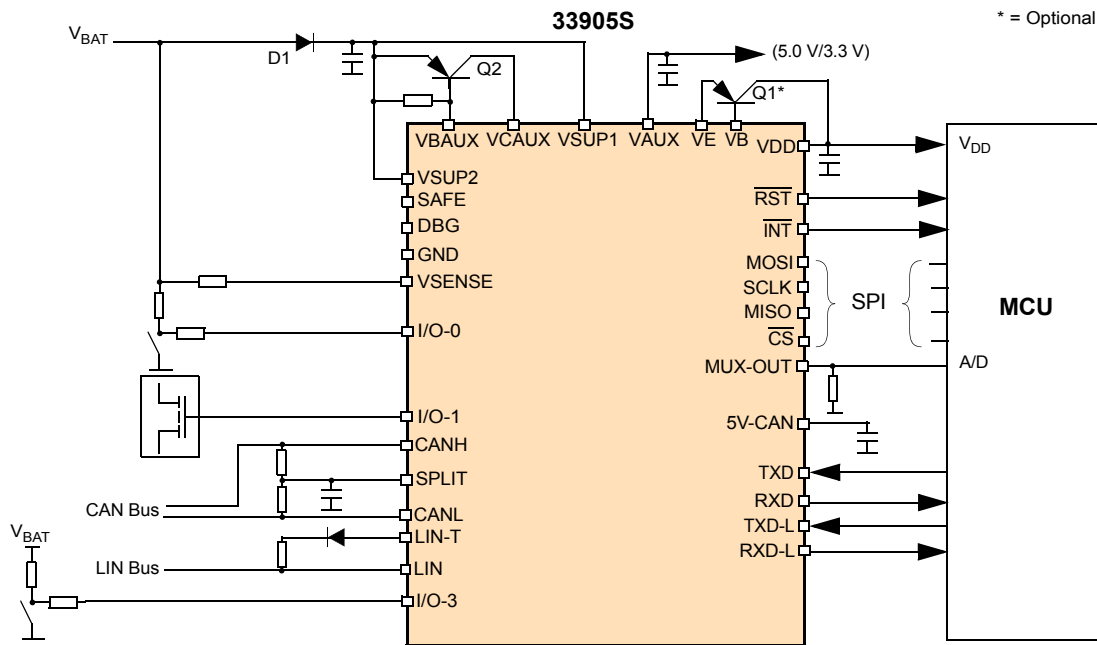 33905S
* = Optional
VBAT
D1
Q2
(5.0 V/3.3 V)
Q1*
VBAUX
VCAUX
VSUP1
VAUX
VE
VB
VDD
VDD
VSUP2
SAFE
DBG
GND
VSENSE
I/O-0
I/O-1
CANH
SPLIT
CANL
LIN-T
LIN
I/O-3
RST
INT
MOSI
SCLK
MISO
CS
MUX-OUT
5V-CAN
TXD
RXD
TXD-L
RXD-L
SPI
MCU
A/D
CAN Bus
VBAT
LIN Bus